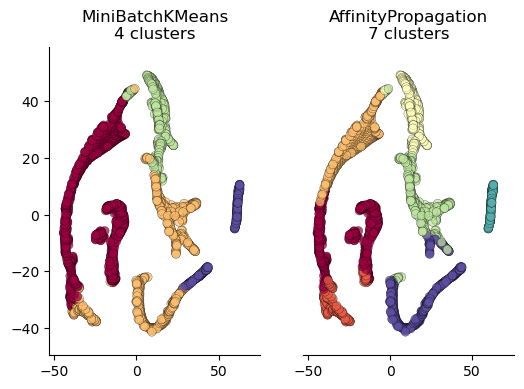 MiniBatchKMeans
4 clusters
AffinityPropagation
7 clusters
40
20
0
−20
−40
−50 0 50
−50 0 50